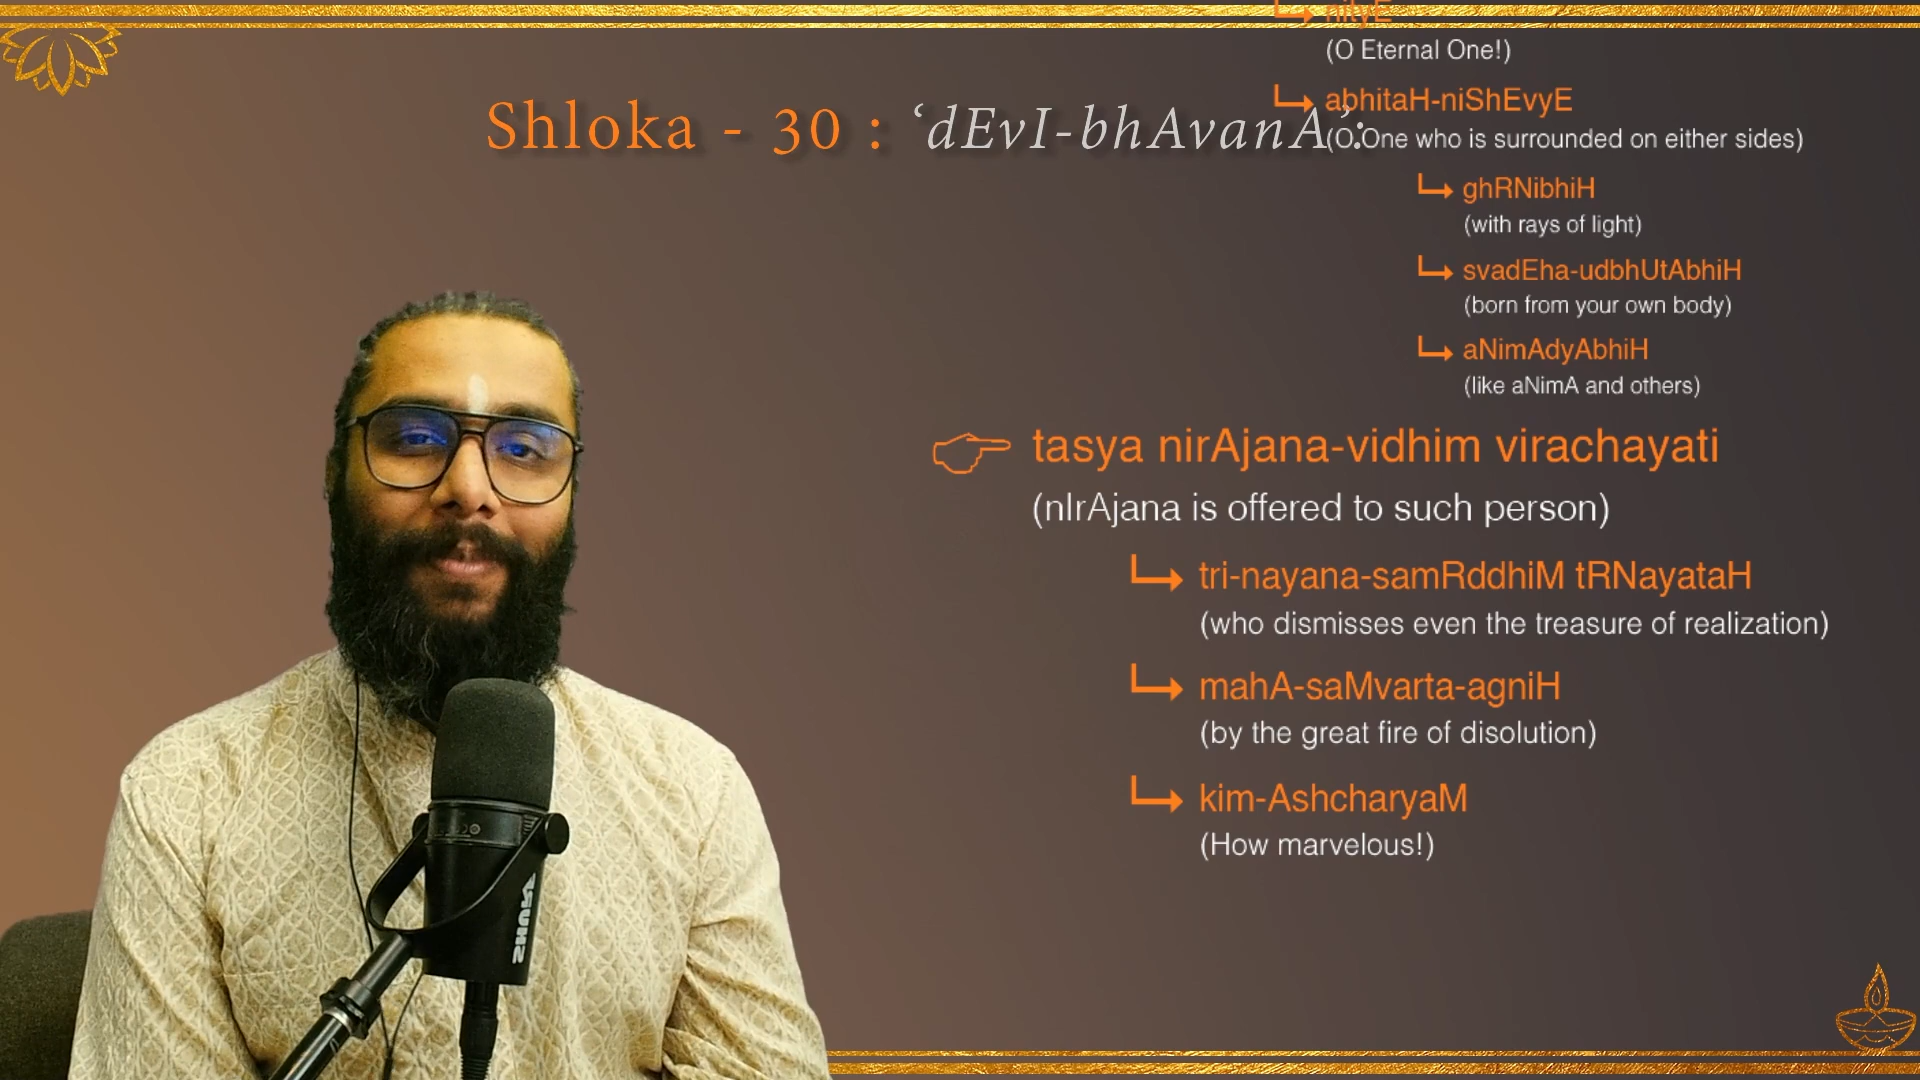 nityE
(O Eternal One!)
Shloka - 30 : ‘dEvI-bhAvanA’:
abhitaH-niShEvyE
(O One who is surrounded on either sides)
ghRNibhiH
(with rays of light)
svadEha-udbhUtAbhiH
(born from your own body)
aNimAdyAbhiH
(like aNimA and others)
tasya nirAjana-vidhim virachayati
(nIrAjana is offered to such person)
tri-nayana-samRddhiM tRNayataH
(who dismisses even the treasure of realization)
mahA-saMvarta-agniH
(by the great fire of disolution)
kim-AshcharyaM
(How marvelous!)
SHURE